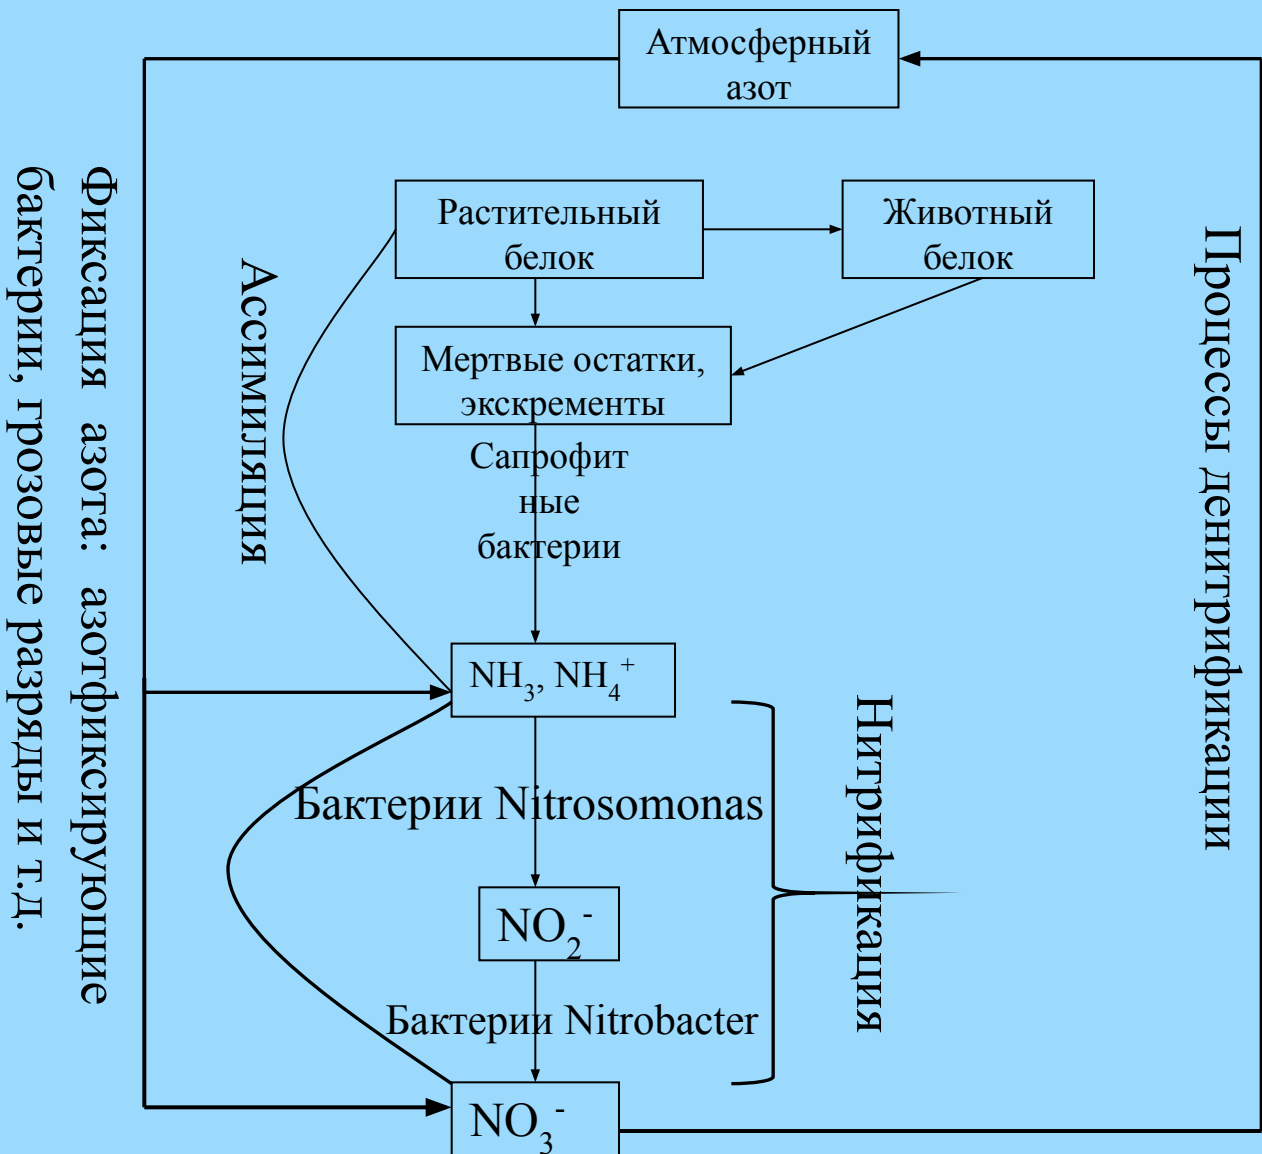 Атмосферный
азот
Растительный
белок
Животный
белок
Мертвые остатки,
экскременты
Сапрофит
ные
бактерии
Ассимиляция
Фиксация азота: азотфиксирующие
бактерии, грозовые разряды и т.д.
Процессы денитрификации
NH₃, NH₄⁺
Бактерии Nitrosomonas
Нитрификация
NO₂⁻
Бактерии Nitrobacter
NO₃⁻